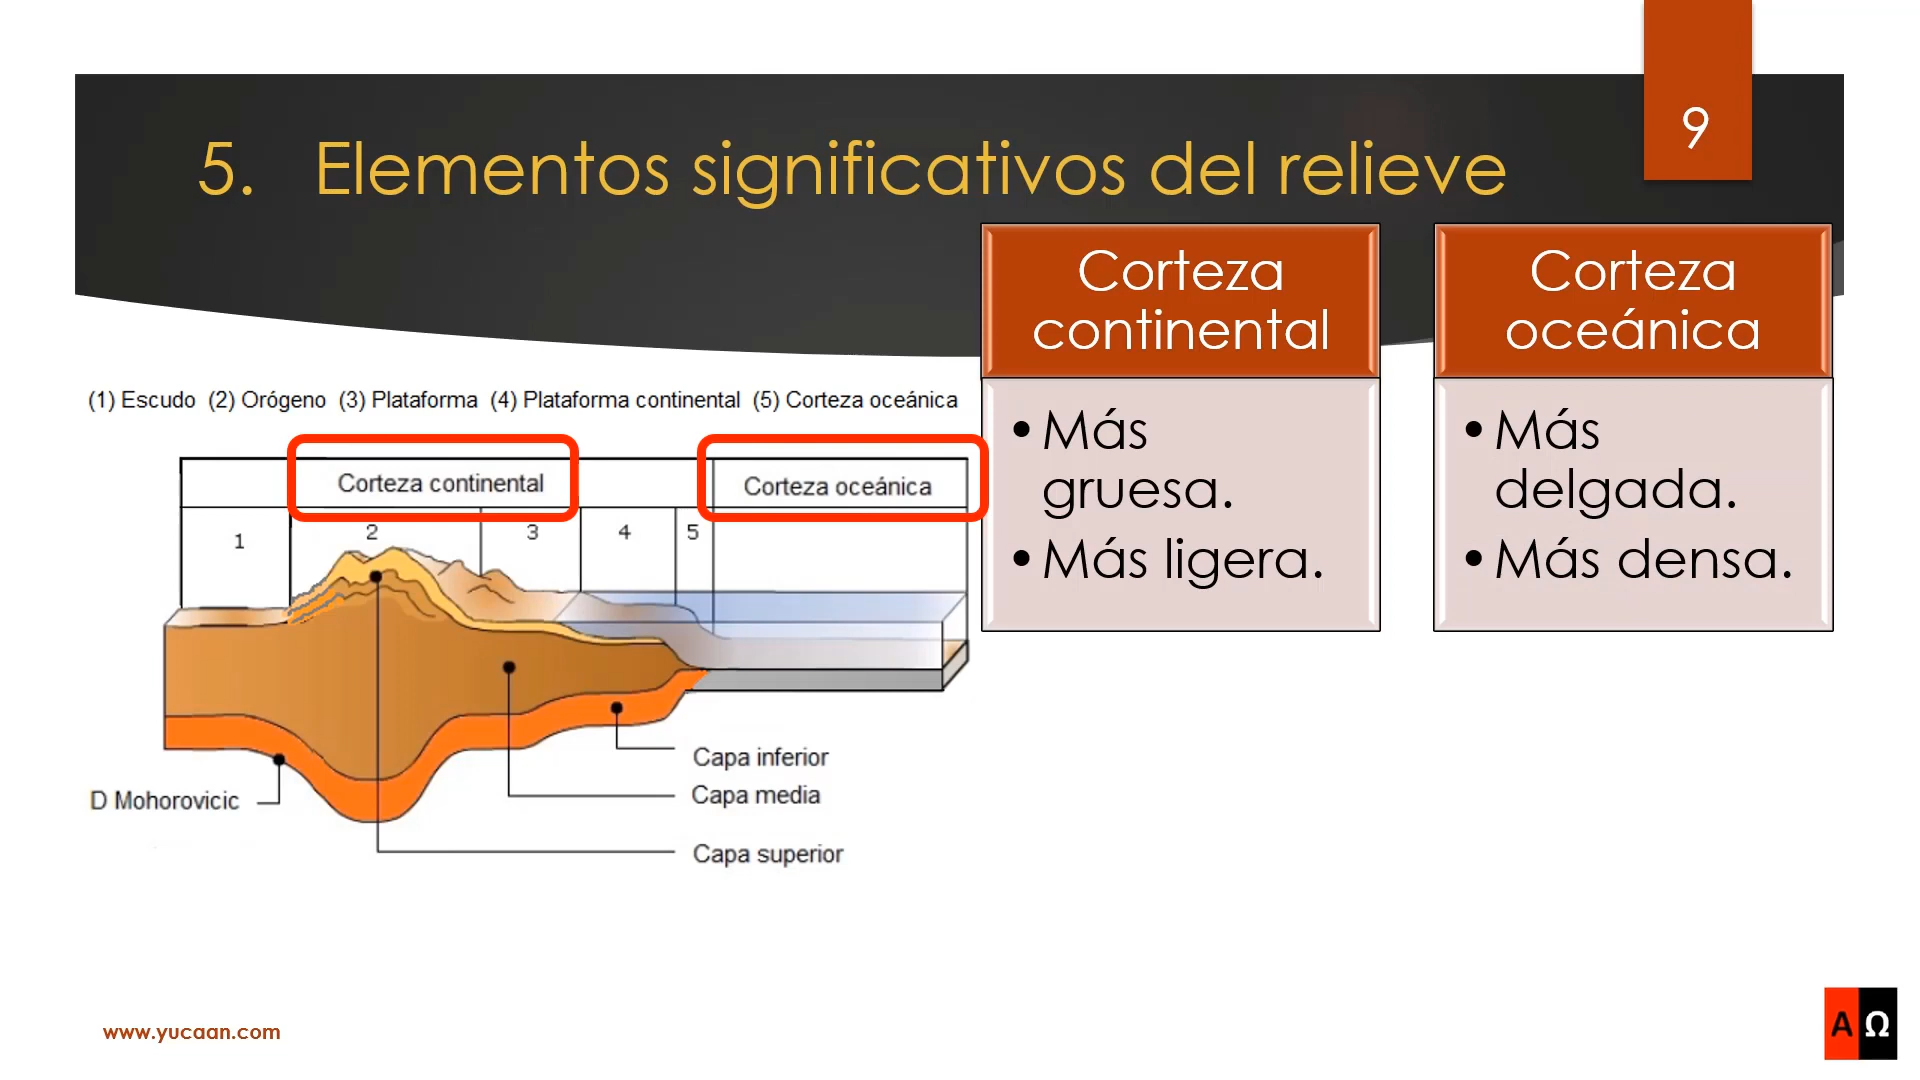 9
5. Elementos significativos del relieve
Corteza
continental
• Más
gruesa.
• Más ligera.
Corteza
oceánica
• Más
delgada.
• Más densa.
(1) Escudo (2) Orógeno (3) Plataforma (4) Plataforma continental (5) Corteza oceánica
Corteza continental
Corteza oceánica
1
2
3
4
5
Capa inferior
Capa media
D Mohorovicic
Capa superior
www.yucaan.com
A Ω